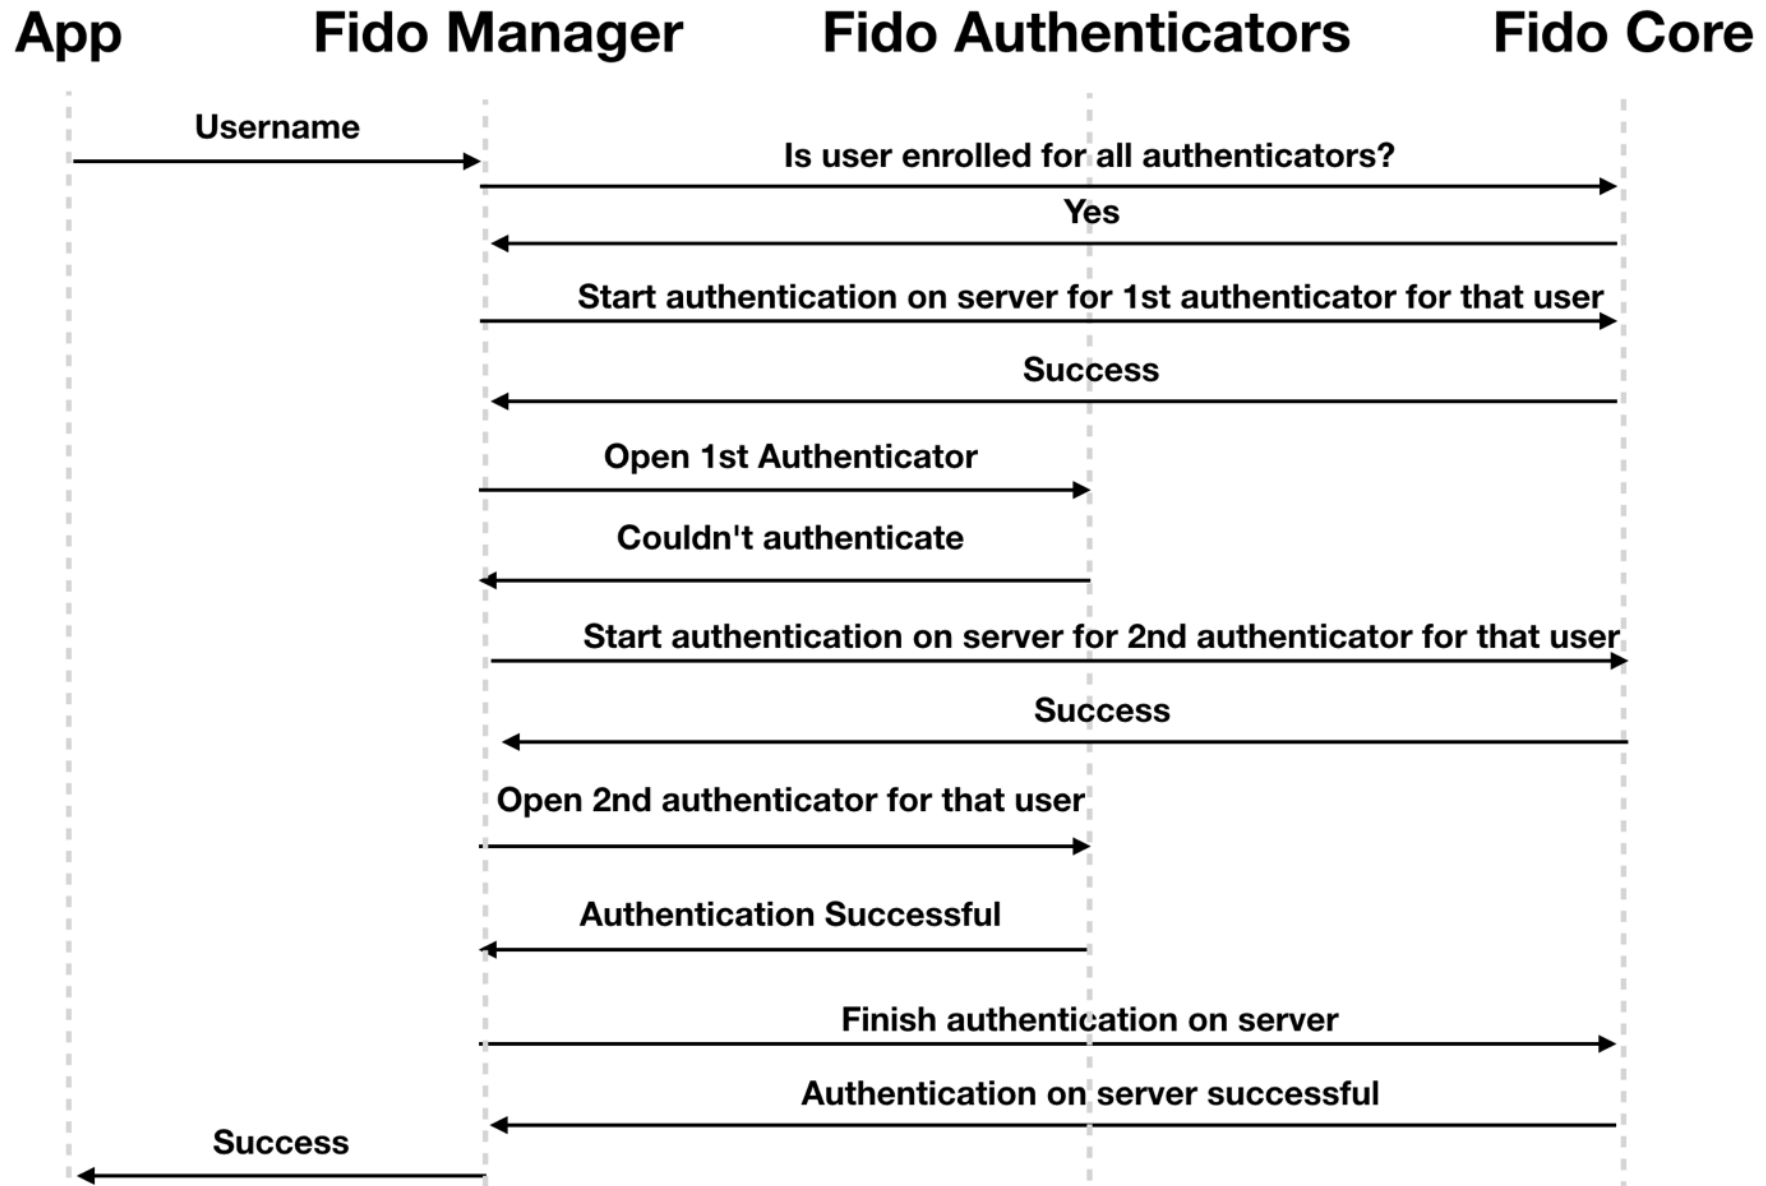 App
Fido Manager
Fido Authenticators
Fido Core
Username
Is user enrolled for all authenticators?
Yes
Start authentication on server for 1st authenticator for that user
Success
Open 1st Authenticator
Couldn't authenticate
Start authentication on server for 2nd authenticator for that user
Success
Open 2nd authenticator for that user
Authentication Successful
Finish authentication on server
Authentication on server successful
Success